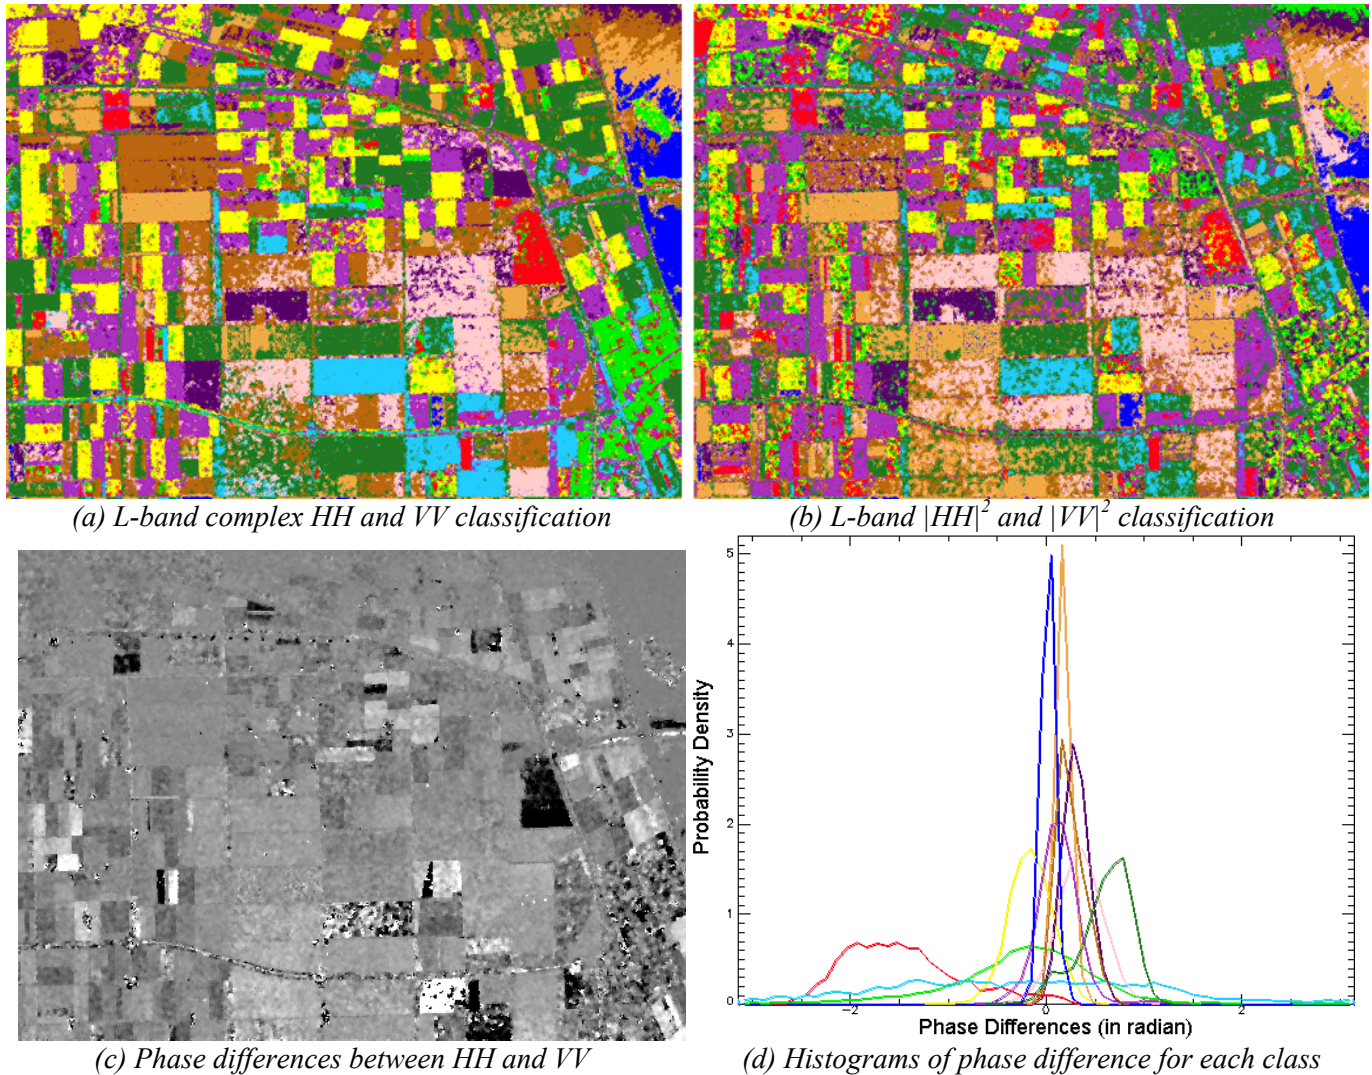 (a) L-band complex HH and VV classification
(b) L-band |HH|² and |VV|² classification
5
4
3
2
1
0
Probability Density
−2
0
2
Phase Differences (in radian)
(c) Phase differences between HH and VV
(d) Histograms of phase difference for each class